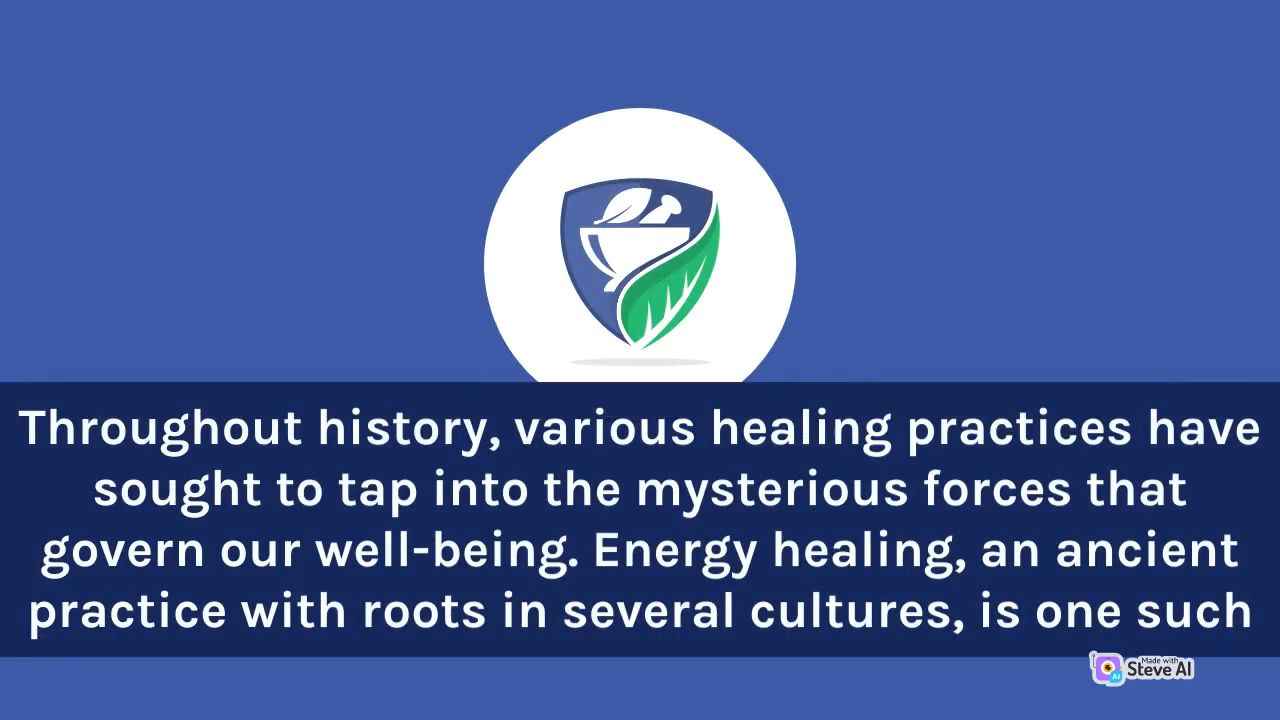 Throughout history, various healing practices have
sought to tap into the mysterious forces that
govern our well-being. Energy healing, an ancient
practice with roots in several cultures, is one such
Made with
Steve AI
AI